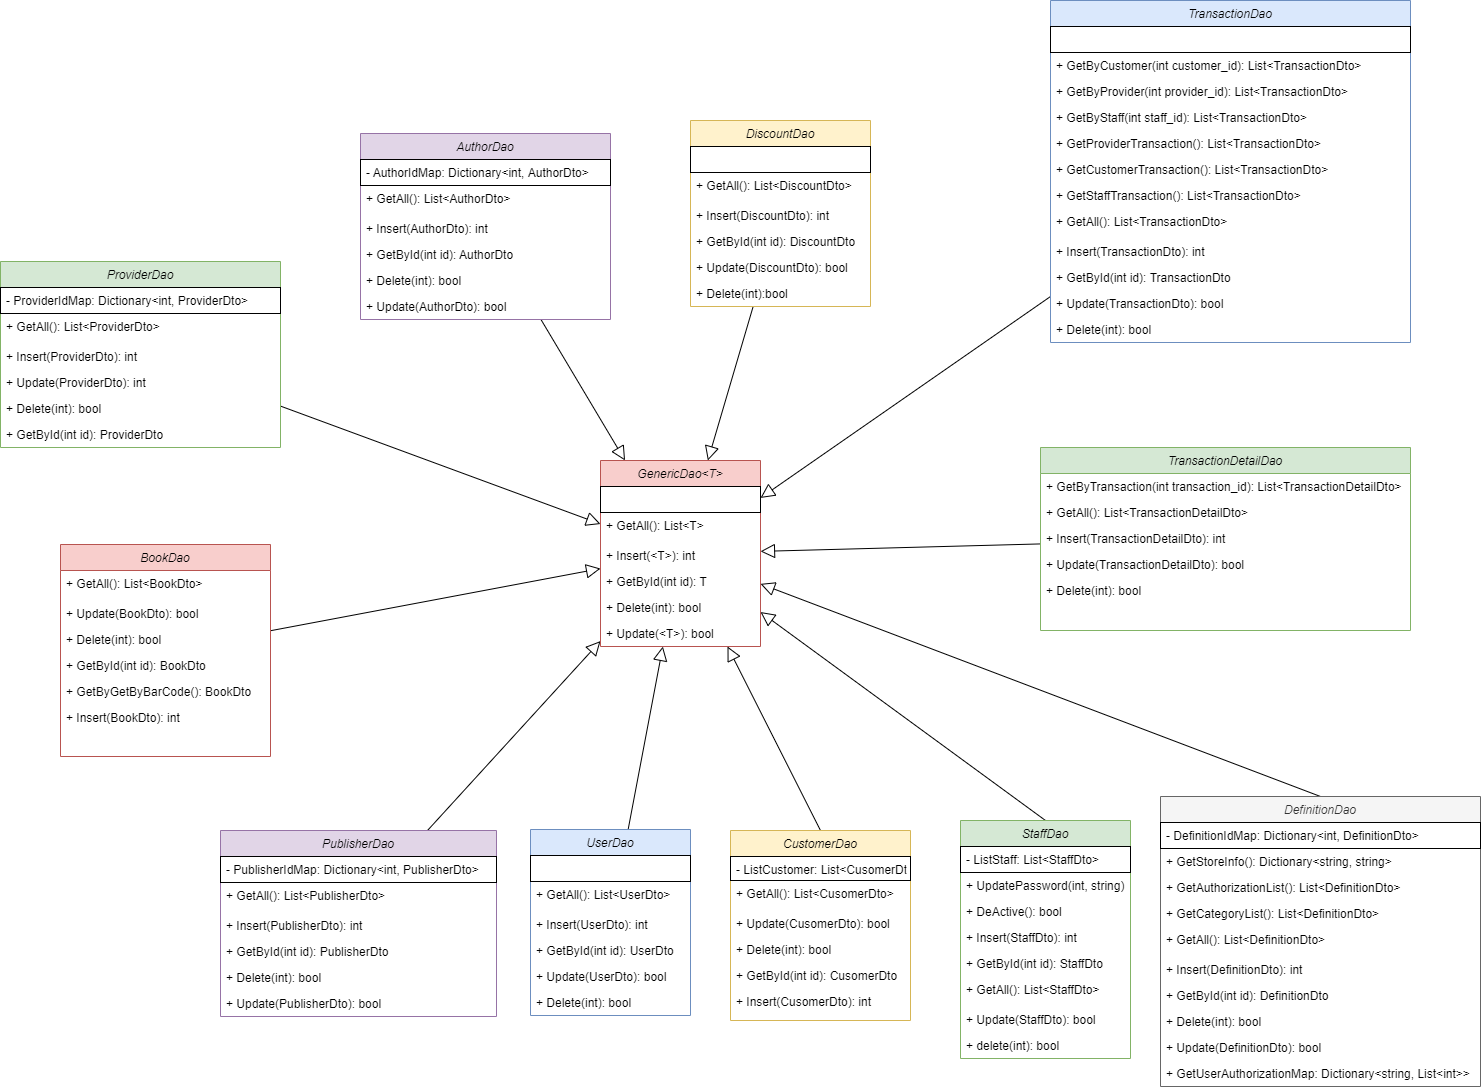 TransactionDao
+ GetByCustomer(int customer_id): List<TransactionDto>
+ GetByProvider(int provider_id): List<TransactionDto>
+ GetByStaff(int staff_id): List<TransactionDto>
+ GetProviderTransaction(): List<TransactionDto>
+ GetCustomerTransaction(): List<TransactionDto>
+ GetStaffTransaction(): List<TransactionDto>
+ GetAll(): List<TransactionDto>
+ Insert(TransactionDto): int
+ GetById(int id): TransactionDto
+ Update(TransactionDto): bool
+ Delete(int): bool
DiscountDao
+ GetAll(): List<DiscountDto>
+ Insert(DiscountDto): int
+ GetById(int id): DiscountDto
+ Update(DiscountDto): bool
+ Delete(int):bool
AuthorDao
- AuthorIdMap: Dictionary<int, AuthorDto>
+ GetAll(): List<AuthorDto>
+ Insert(AuthorDto): int
+ GetById(int id): AuthorDto
+ Delete(int): bool
+ Update(AuthorDto): bool
ProviderDao
- ProviderIdMap: Dictionary<int, ProviderDto>
+ GetAll(): List<ProviderDto>
+ Insert(ProviderDto): int
+ Update(ProviderDto): int
+ Delete(int): bool
+ GetById(int id): ProviderDto
GenericDao<T>
+ GetAll(): List<T>
+ Insert(<T>): int
+ GetById(int id): T
+ Delete(int): bool
+ Update(<T>): bool
TransactionDetailDao
+ GetByTransaction(int transaction_id): List<TransactionDetailDto>
+ GetAll(): List<TransactionDetailDto>
+ Insert(TransactionDetailDto): int
+ Update(TransactionDetailDto): bool
+ Delete(int): bool
BookDao
+ GetAll(): List<BookDto>
+ Update(BookDto): bool
+ Delete(int): bool
+ GetById(int id): BookDto
+ GetByGetByBarCode(): BookDto
+ Insert(BookDto): int
PublisherDao
- PublisherIdMap: Dictionary<int, PublisherDto>
+ GetAll(): List<PublisherDto>
+ Insert(PublisherDto): int
+ GetById(int id): PublisherDto
+ Delete(int): bool
+ Update(PublisherDto): bool
UserDao
+ GetAll(): List<UserDto>
+ Insert(UserDto): int
+ GetById(int id): UserDto
+ Update(UserDto): bool
+ Delete(int): bool
CustomerDao
- ListCustomer: List<CusomerDt
+ GetAll(): List<CusomerDto>
+ Update(CusomerDto): bool
+ Delete(int): bool
+ GetById(int id): CusomerDto
+ Insert(CusomerDto): int
StaffDao
- ListStaff: List<StaffDto>
+ UpdatePassword(int, string)
+ DeActive(): bool
+ Insert(StaffDto): int
+ GetById(int id): StaffDto
+ GetAll(): List<StaffDto>
+ Update(StaffDto): bool
+ delete(int): bool
DefinitionDao
- DefinitionIdMap: Dictionary<int, DefinitionDto>
+ GetStoreInfo(): Dictionary<string, string>
+ GetAuthorizationList(): List<DefinitionDto>
+ GetCategoryList(): List<DefinitionDto>
+ GetAll(): List<DefinitionDto>
+ Insert(DefinitionDto): int
+ GetById(int id): DefinitionDto
+ Delete(int): bool
+ Update(DefinitionDto): bool
+ GetUserAuthorizationMap: Dictionary<string, List<int>>